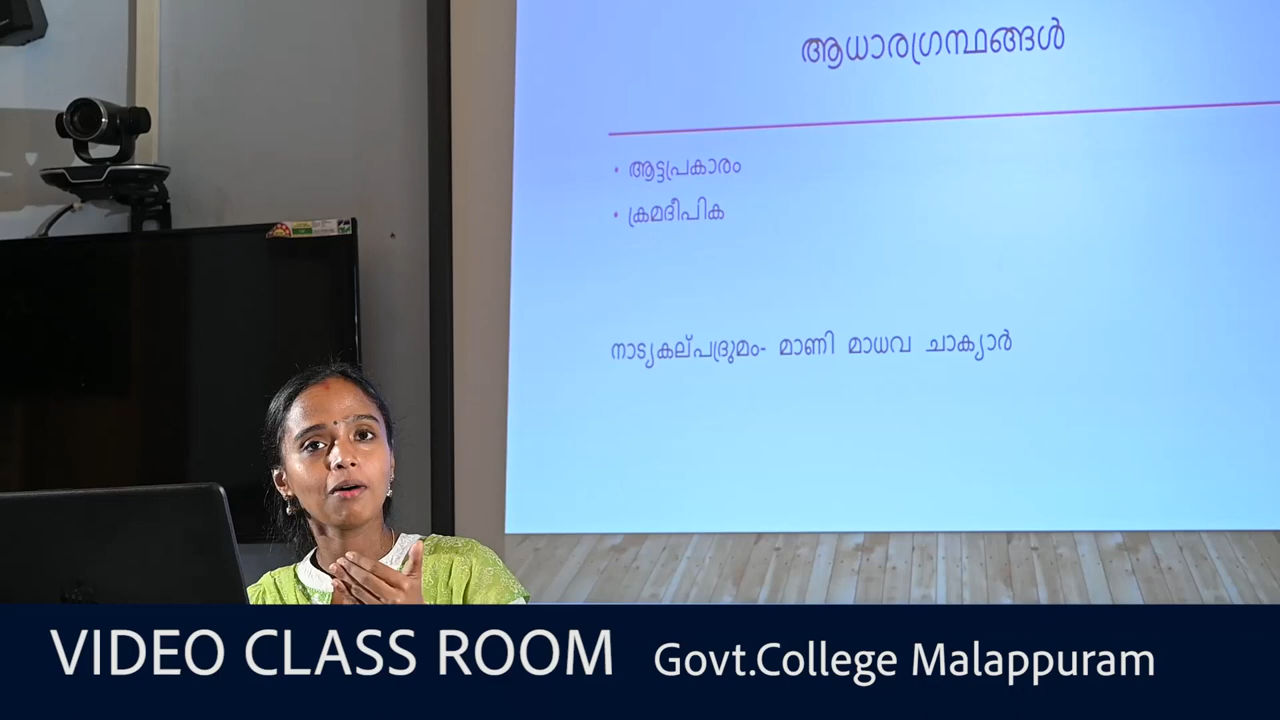 ആധാരഗ്രന്ഥങ്ങൾ
• ആട്ടപ്രകാരം
• ക്രമദീപിക
നാട്യകല്പദ്രുമം- മാണി മാധവ ചാക്യാർ
VIDEO CLASS ROOM Govt.College Malappuram